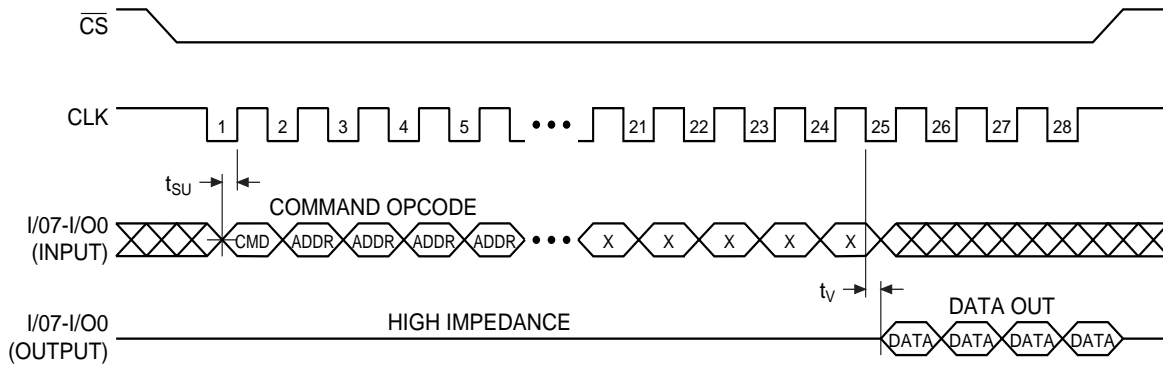 CS
CLK 1 2 3 4 5 ••• 21 22 23 24 25 26 27 28
tSU
COMMAND OPCODE
I/07-I/O0
(INPUT)
CMD ADDR ADDR ADDR ADDR ••• X X X X X
tV
DATA OUT
I/07-I/O0
(OUTPUT)
HIGH IMPEDANCE
DATA DATA DATA DATA